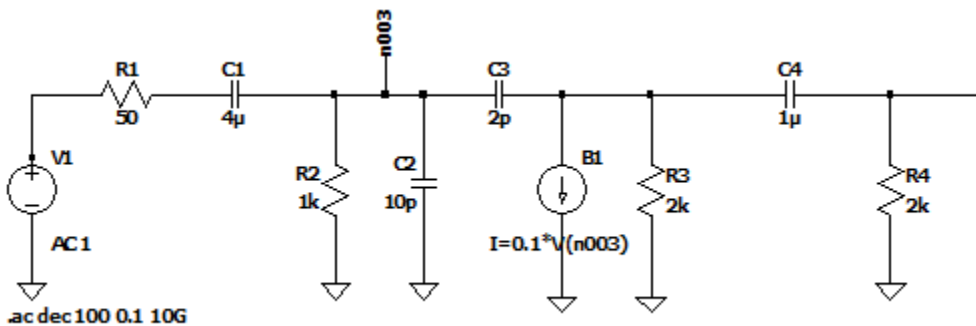 n003
R1
50
C1
4µ
C3
2p
C4
1µ
V1
AC 1
R2
1k
C2
10p
B1
I=0.1*V(n003)
R3
2k
R4
2k
.ac dec 100 0.1 10G